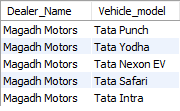 Dealer_Name Vehicle_model
Magadh Motors Tata Punch
Magadh Motors Tata Yodha
Magadh Motors Tata Nexon EV
Magadh Motors Tata Safari
Magadh Motors Tata Intra